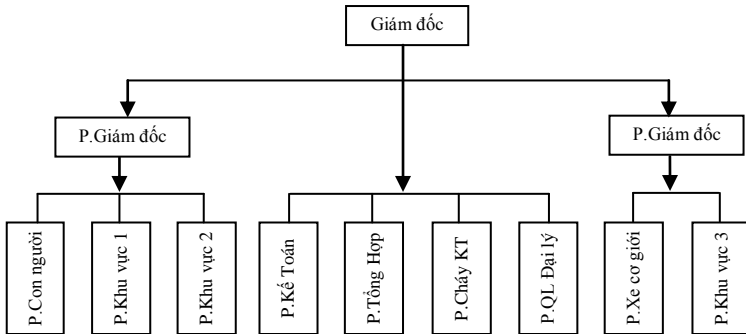 Giám đốc
P.Giám đốc
P.Giám đốc
P.Con người
P.Khu vực 1
P.Khu vực 2
P.Kế Toán
P.Tổng Hợp
P.Cháy KT
P.QL Đại lý
P.Xe cơ giới
P.Khu vực 3